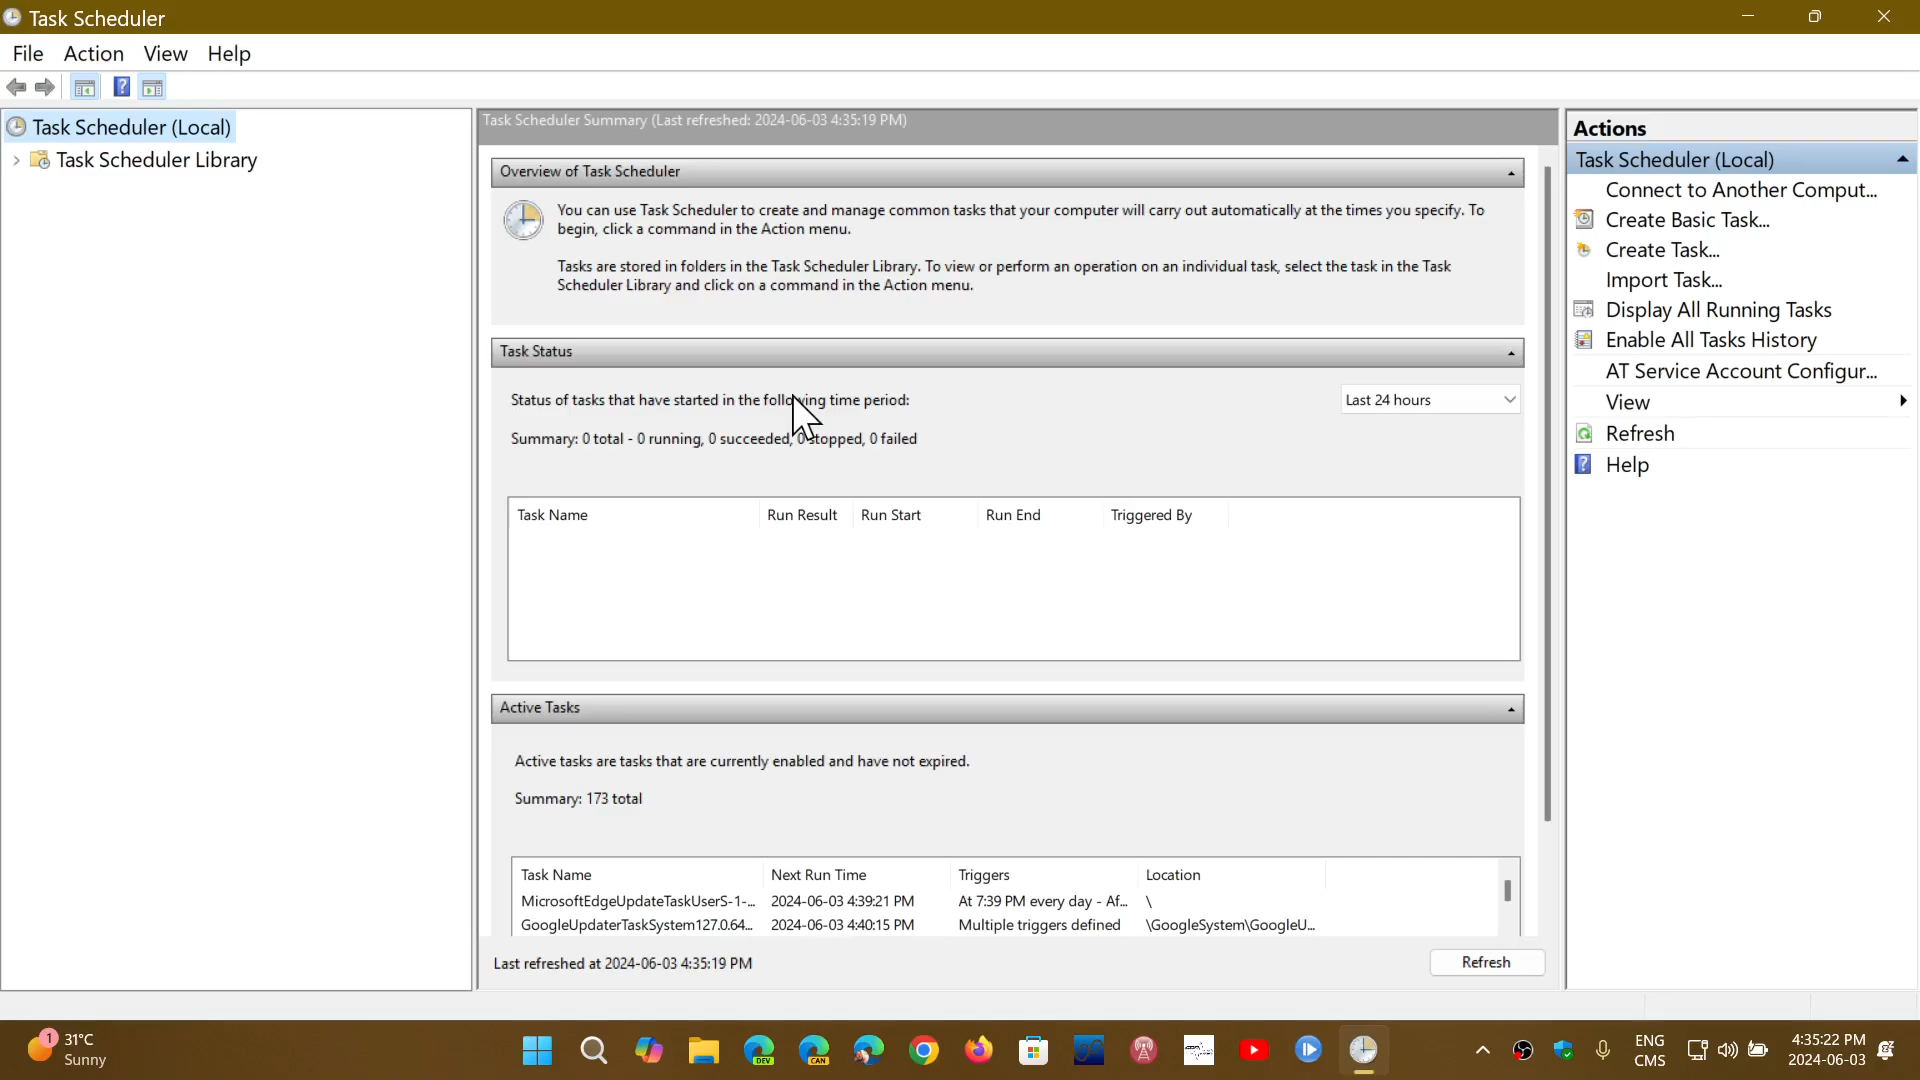 Task Scheduler
File Action View Help
Task Scheduler (Local)
Task Scheduler Library
Task Scheduler Summary (Last refreshed: 2024-06-03 4:35:19 PM)
Overview of Task Scheduler
You can use Task Scheduler to create and manage common tasks that your computer will carry out automatically at the times you specify. To
begin, click a command in the Action menu.
Tasks are stored in folders in the Task Scheduler Library. To view or perform an operation on an individual task, select the task in the Task
Scheduler Library and click on a command in the Action menu.
Task Status
Status of tasks that have started in the following time period:
Last 24 hours
Summary: 0 total - 0 running, 0 succeeded, 0 stopped, 0 failed
Task Name Run Result Run Start Run End Triggered By
Active Tasks
Active tasks are tasks that are currently enabled and have not expired.
Summary: 173 total
Task Name Next Run Time Triggers Location
MicrosoftEdgeUpdateTaskUserS-1-... 2024-06-03 4:39:21 PM At 7:39 PM every day - Af... \
GoogleUpdaterTaskSystem127.0.64... 2024-06-03 4:40:15 PM Multiple triggers defined \GoogleSystem\GoogleU...
Last refreshed at 2024-06-03 4:35:19 PM
Refresh
Actions
Task Scheduler (Local)
Connect to Another Comput...
Create Basic Task...
Create Task...
Import Task...
Display All Running Tasks
Enable All Tasks History
AT Service Account Configur...
View
Refresh
Help
1
31°C
Sunny
DEV
CAN
ENG
CMS
4:35:22 PM
2024-06-03